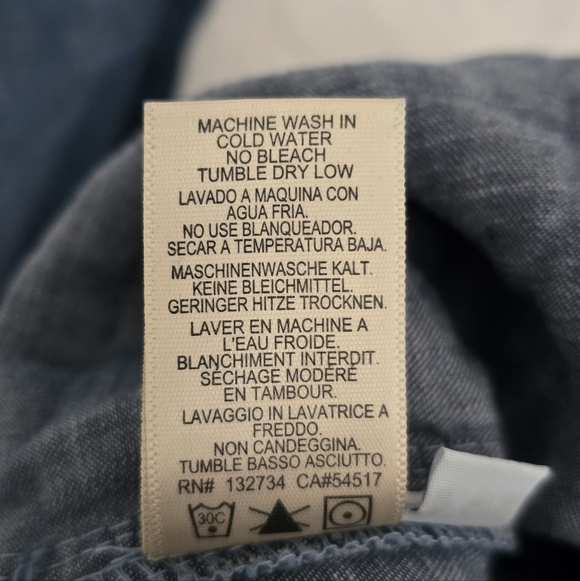 MACHINE WASH IN
COLD WATER
NO BLEACH
TUMBLE DRY LOW
LAVADO A MAQUINA CON
AGUA FRIA.
NO USE BLANQUEADOR.
SECAR A TEMPERATURA BAJA.
MASCHINENWASCHE KALT.
KEINE BLEICHMITTEL.
GERINGER HITZE TROCKNEN.
LAVER EN MACHINE A
L'EAU FROIDE.
BLANCHIMENT INTERDIT.
SÉCHAGE MODÉRÉ
EN TAMBOUR.
LAVAGGIO IN LAVATRICE A
FREDDO.
NON CANDEGGINA.
TUMBLE BASSO ASCIUTTO.
RN# 132734 CA#54517
30C